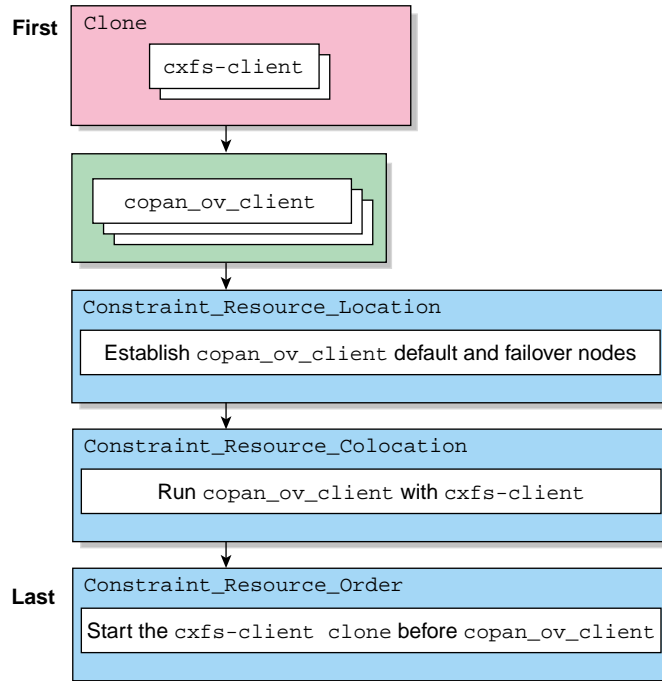 First
Clone
cxfs-client
copan_ov_client
Constraint_Resource_Location
Establish copan_ov_client default and failover nodes
Constraint_Resource_Colocation
Run copan_ov_client with cxfs-client
Last
Constraint_Resource_Order
Start the cxfs-client clone before copan_ov_client